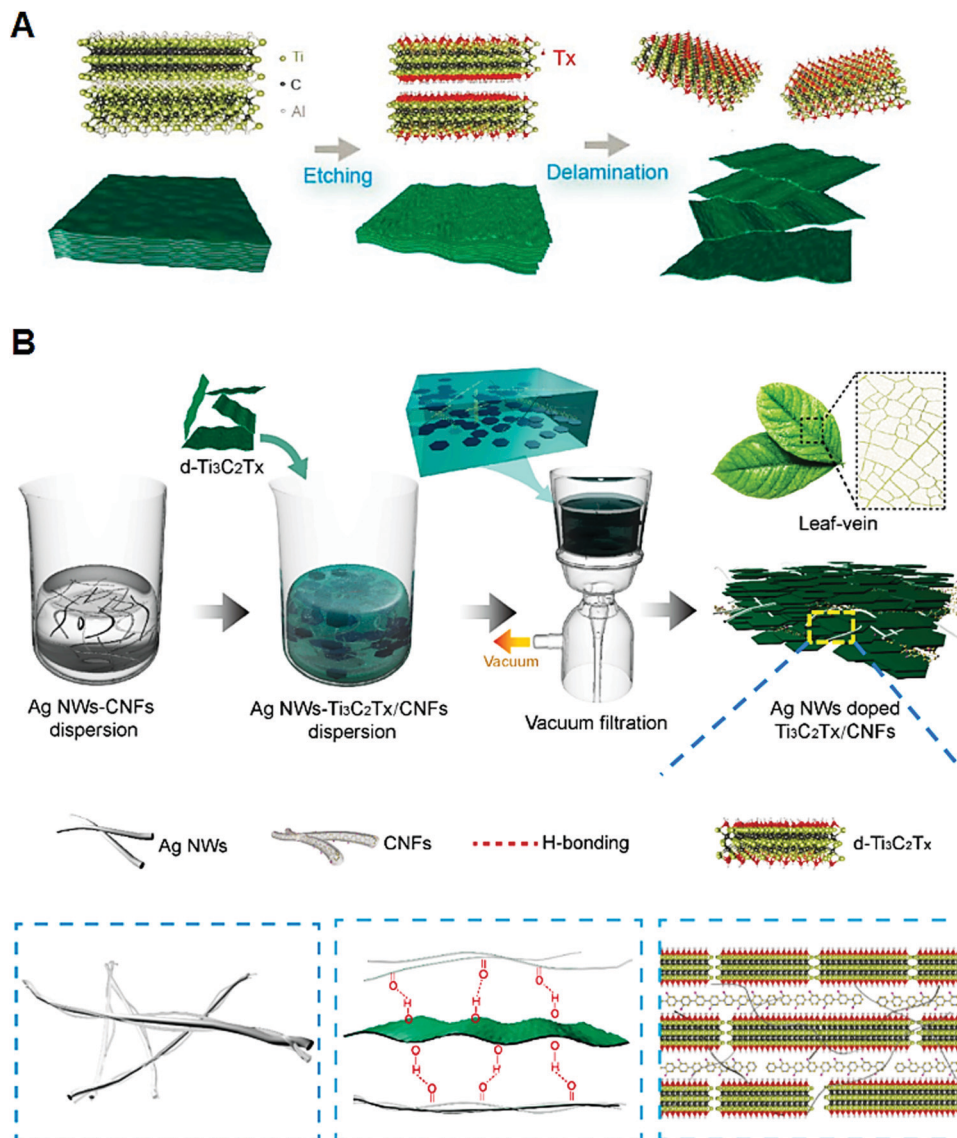 A
Ti
C
Al
Tx
Etching
Delamination
B
d-Ti3C2Tx
Leaf-vein
Vacuum
Ag NWs-CNFs
dispersion
Ag NWs-Ti3C2Tx/CNFs
dispersion
Vacuum filtration
Ag NWs doped
Ti3C2Tx/CNFs
Ag NWs
CNFs
H-bonding
d-Ti3C2Tx
O O O
H H H
O O O
O O O
H H H
O O O